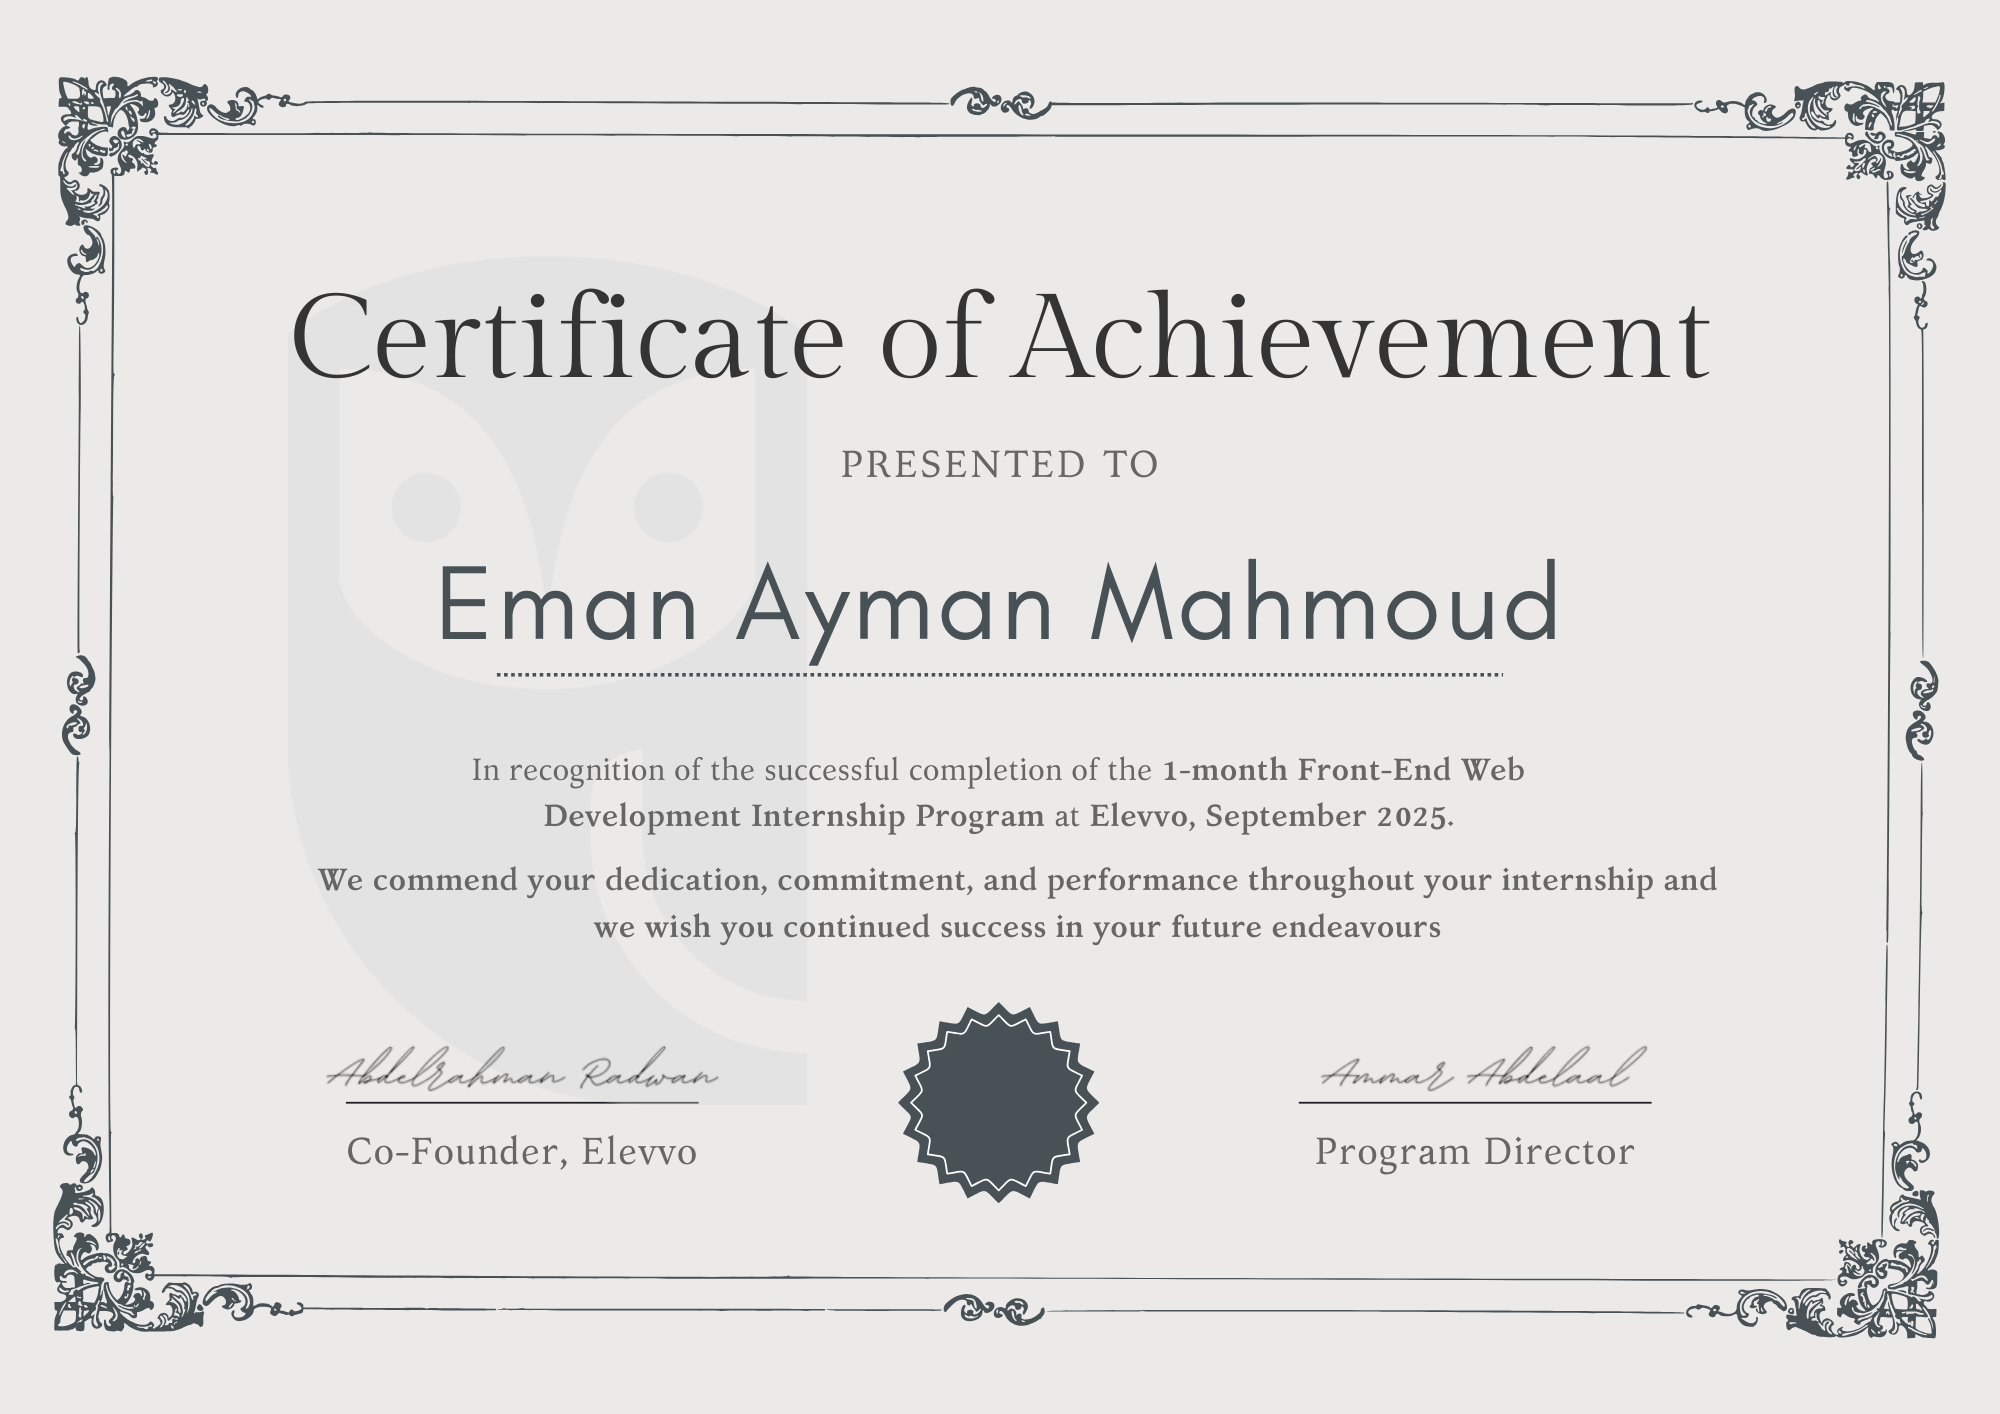 Certificate of Achievement
PRESENTED TO
Eman Ayman Mahmoud
In recognition of the successful completion of the 1-month Front-End Web
Development Internship Program at Elevvo, September 2025.
We commend your dedication, commitment, and performance throughout your internship and
we wish you continued success in your future endeavours
Abdelrahman Radwan
Co-Founder, Elevvo
Ammar Abdelaal
Program Director